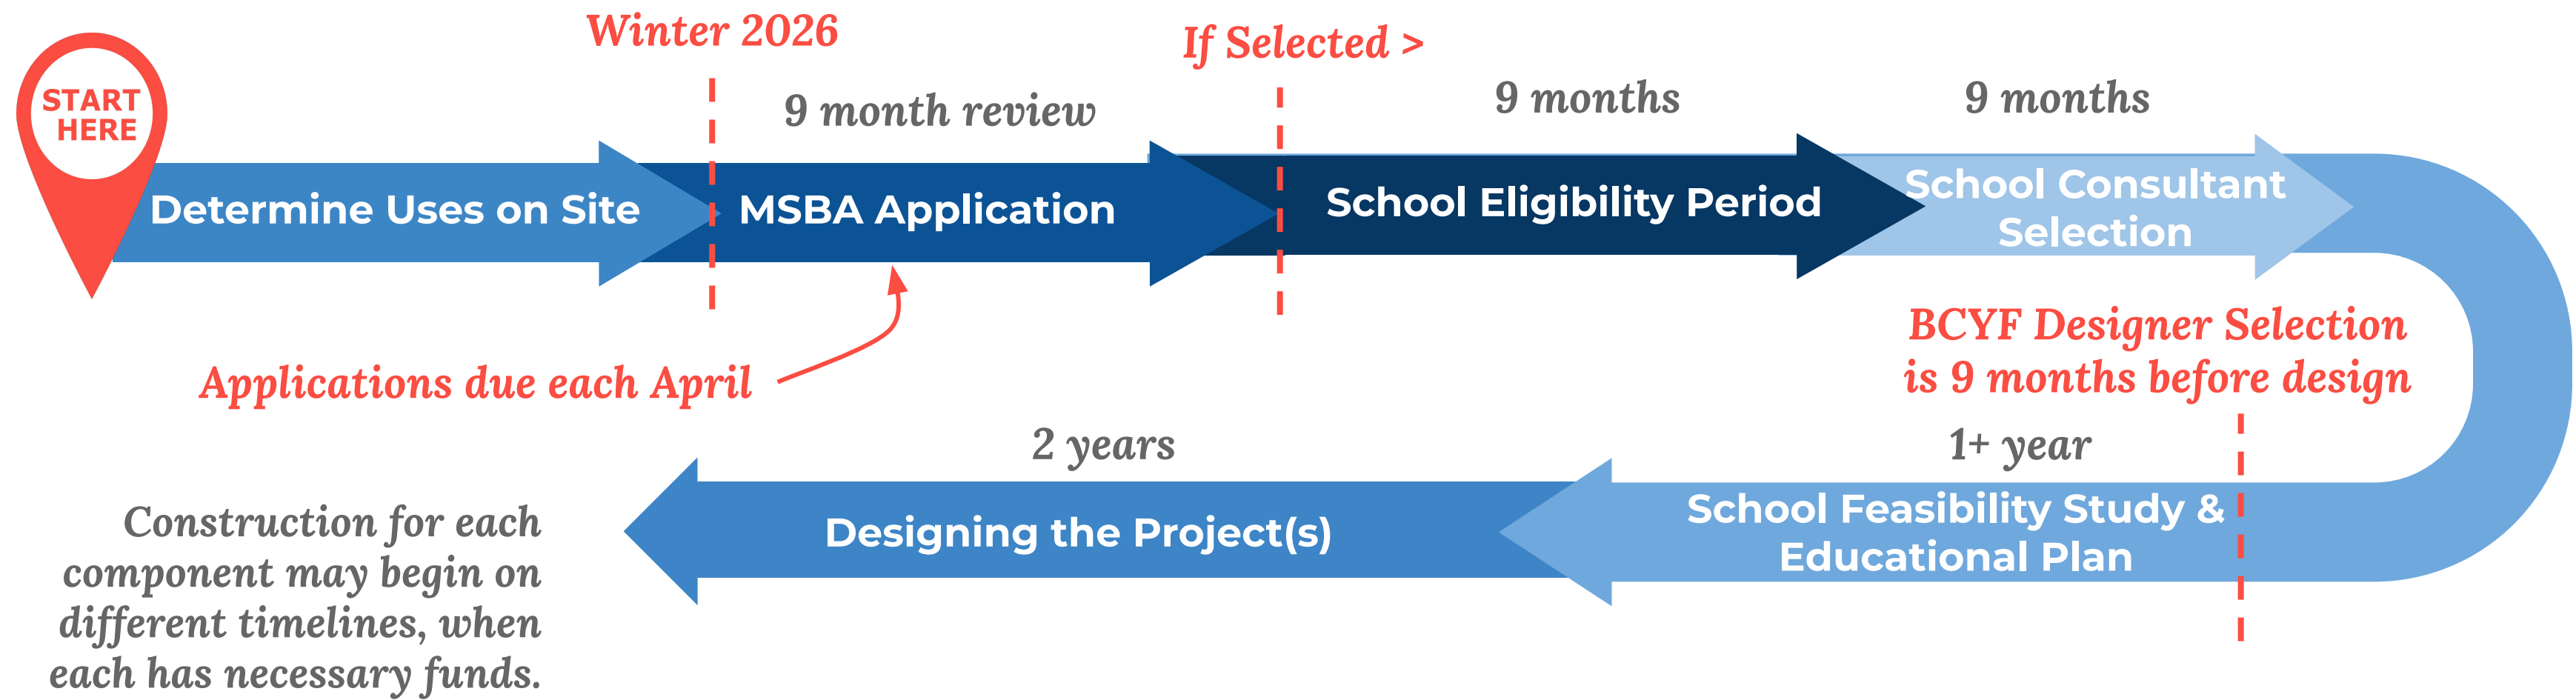 START
HERE
Winter 2026
If Selected >
9 month review
9 months
9 months
Determine Uses on Site
MSBA Application
School Eligibility Period
School Consultant
Selection
Applications due each April
BCYF Designer Selection
is 9 months before design
1+ year
School Feasibility Study &
Educational Plan
2 years
Designing the Project(s)
Construction for each
component may begin on
different timelines, when
each has necessary funds.